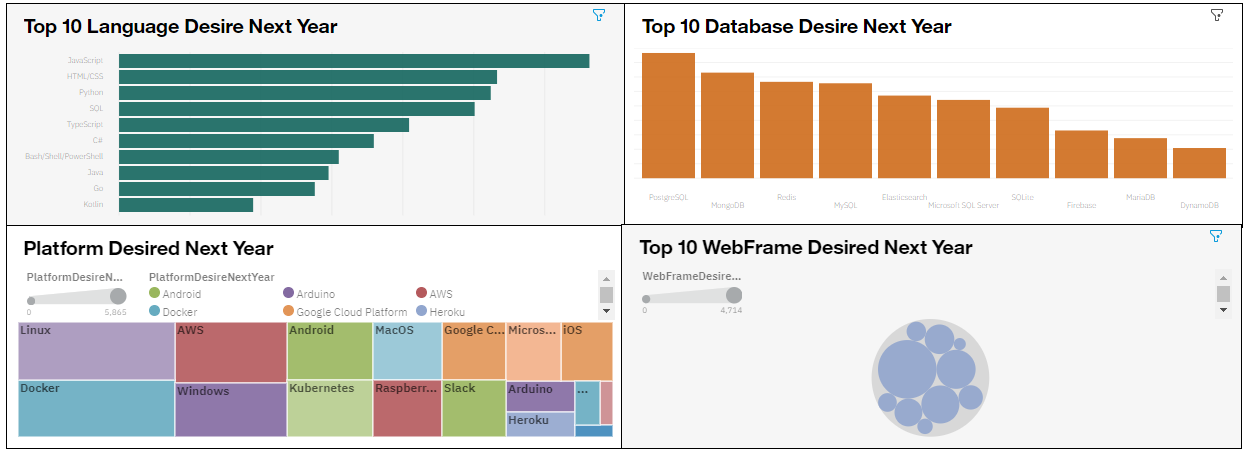 Top 10 Language Desire Next Year
JavaScript
HTML/CSS
Python
SQL
TypeScript
C#
Bash/Shell/PowerShell
Java
Go
Kotlin
Top 10 Database Desire Next Year
PostgreSQL
MongoDB
Redis
MySQL
Elasticsearch
Microsoft SQL Server
SQLite
Firebase
MariaDB
DynamoDB
Platform Desired Next Year
PlatformDesireN...
0
5,865
PlatformDesireNextYear
Android
Arduino
AWS
Docker
Google Cloud Platform
Heroku
Linux
AWS
Android
MacOS
Google C...
Micros...
iOS
Docker
Windows
Kubernetes
Raspberr...
Slack
Arduino
...
Heroku
Top 10 WebFrame Desired Next Year
WebFrameDesire...
0
4,714